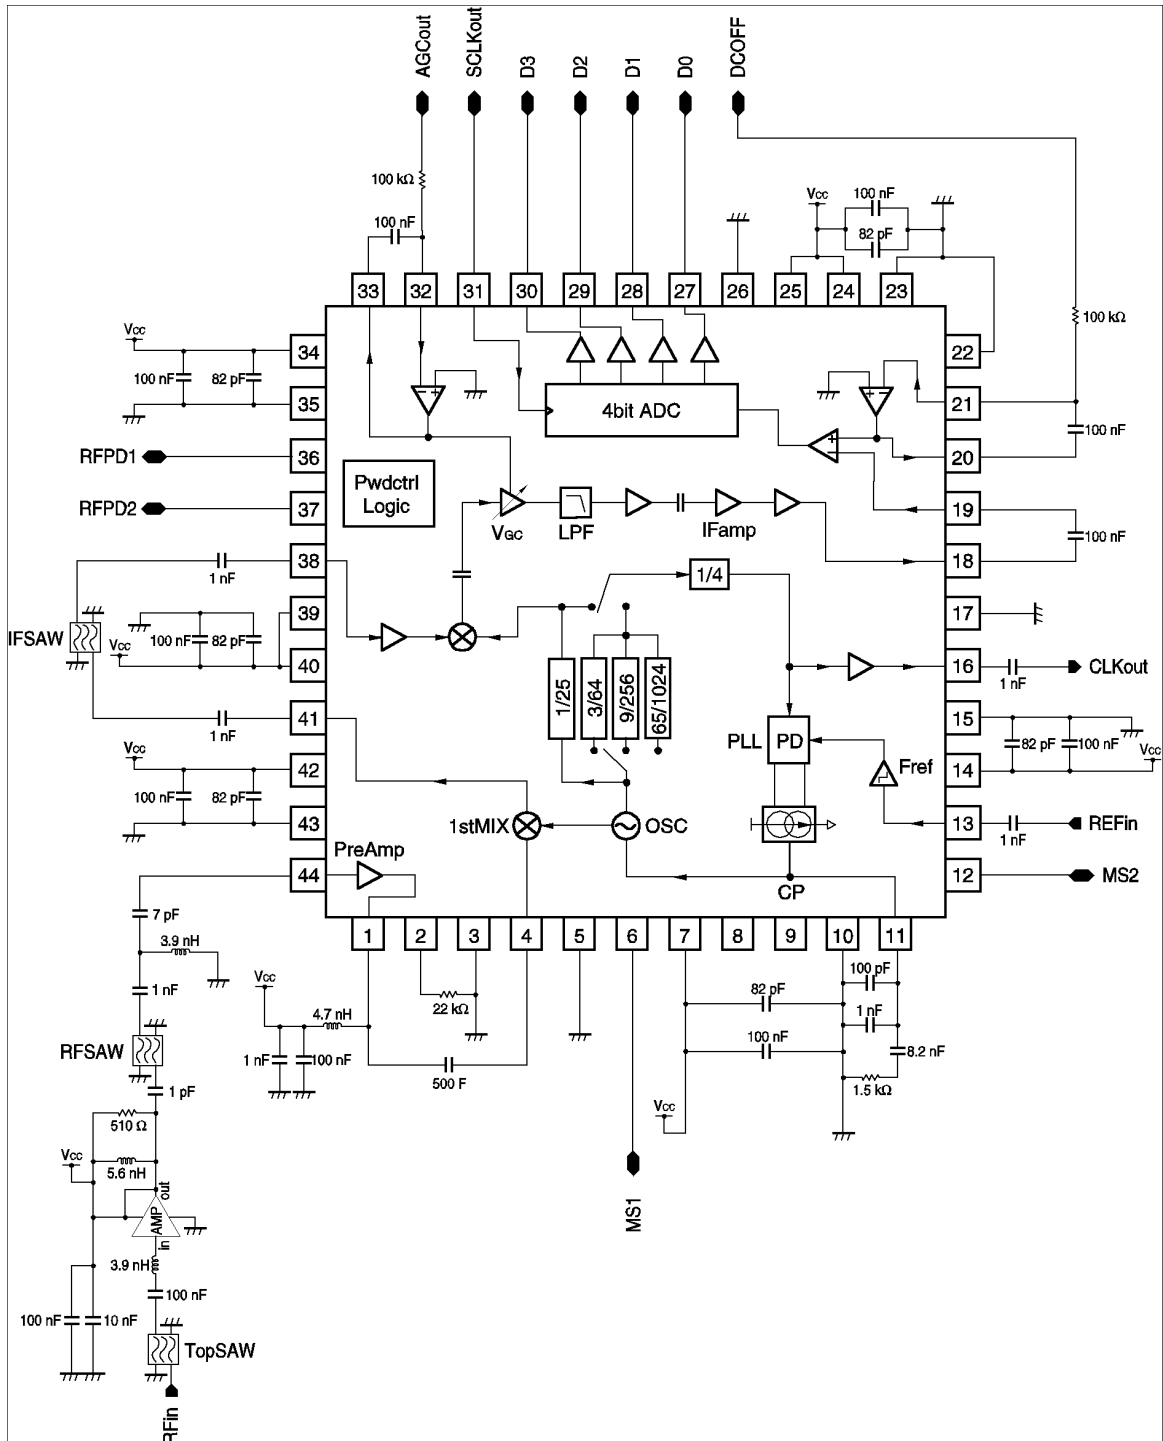 AGCout
SCLKout
D3
D2
D1
D0
DCOFF
100 kΩ
100 nF
Vcc
100 nF
82 pF
33
32
31
30
29
28
27
26
25
24
23
100 kΩ
Vcc
34
22
100 nF
82 pF
4bit ADC
35
21
100 nF
RFPD1
36
20
Pwdctrl
Logic
RFPD2
37
19
VGC
LPF
IFamp
100 nF
38
18
1 nF
1/4
39
17
IFSAW
100 nF
82 pF
Vcc
40
16
CLKout
1 nF
1/25
3/64
9/256
65/1024
41
15
1 nF
PLL
PD
82 pF
100 nF
Vcc
Vcc
42
Fref
14
100 nF
82 pF
43
1stMIX
OSC
13
REFin
1 nF
PreAmp
44
12
MS2
CP
7 pF
1
2
3
4
5
6
7
8
9
10
11
3.9 nH
Vcc
100 pF
1 nF
82 pF
22 kΩ
4.7 nH
1 nF
RFSAW
100 nF
8.2 nF
1 nF
100 nF
500 F
1.5 kΩ
1 pF
Vcc
510 Ω
Vcc
5.6 nH
out
AMP
in
MS1
3.9 nH
100 nF
100 nF
10 nF
TopSAW
RFin